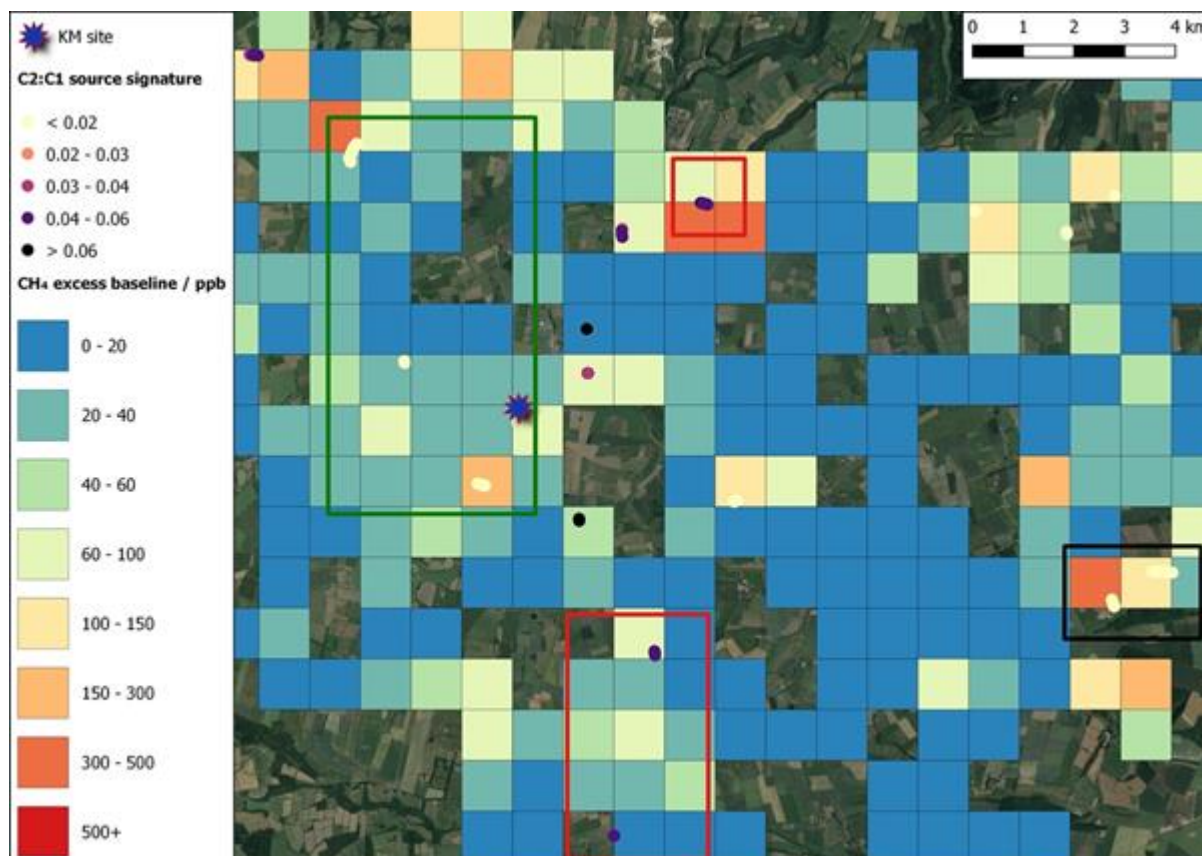 KM site
C2:C1 source signature
< 0.02
0.02 - 0.03
0.03 - 0.04
0.04 - 0.06
> 0.06
CH₄ excess baseline / ppb
0 - 20
20 - 40
40 - 60
60 - 100
100 - 150
150 - 300
300 - 500
500+
0 1 2 3 4 km